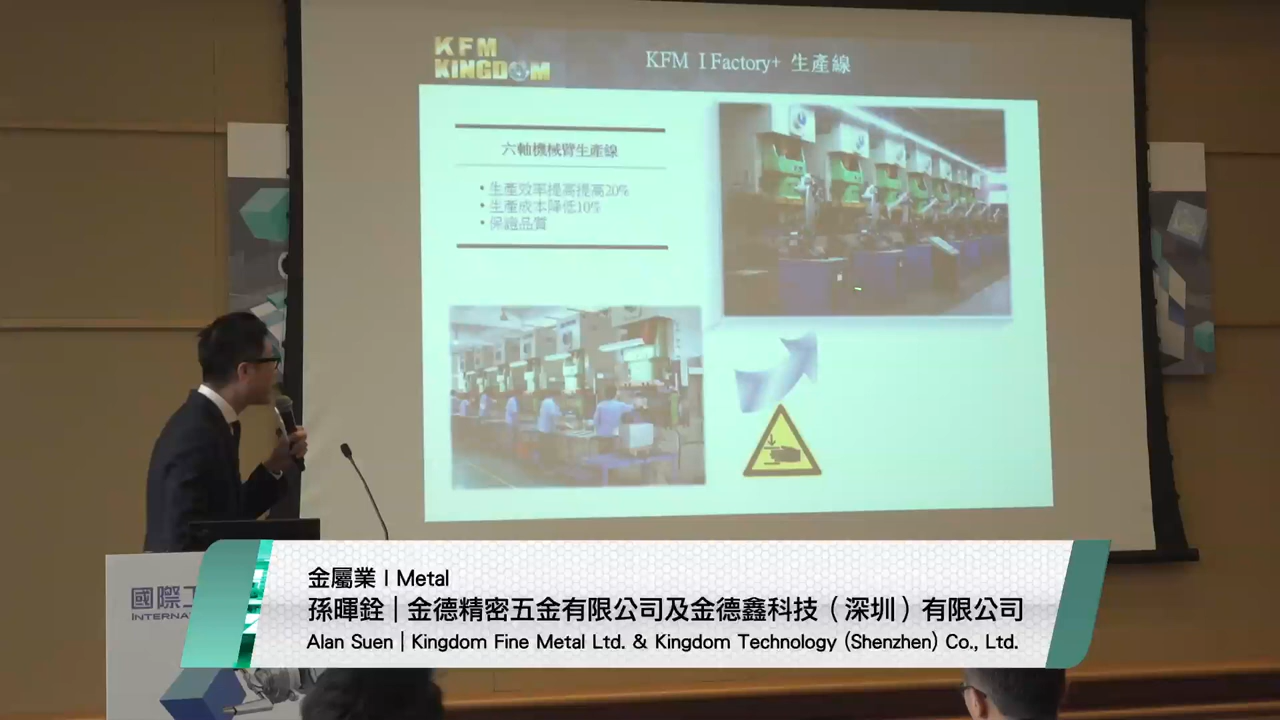 KFM
KINGDOM
KFM I Factory+ 生產線
六軸機械臂生產線
• 生產效率提高提高20%
• 生產成本降低10%
• 保證品質
國際工
INTERNAT
金屬業 | Metal
孫暉銓 | 金德精密五金有限公司及金德鑫科技（深圳）有限公司
Alan Suen | Kingdom Fine Metal Ltd. & Kingdom Technology (Shenzhen) Co., Ltd.